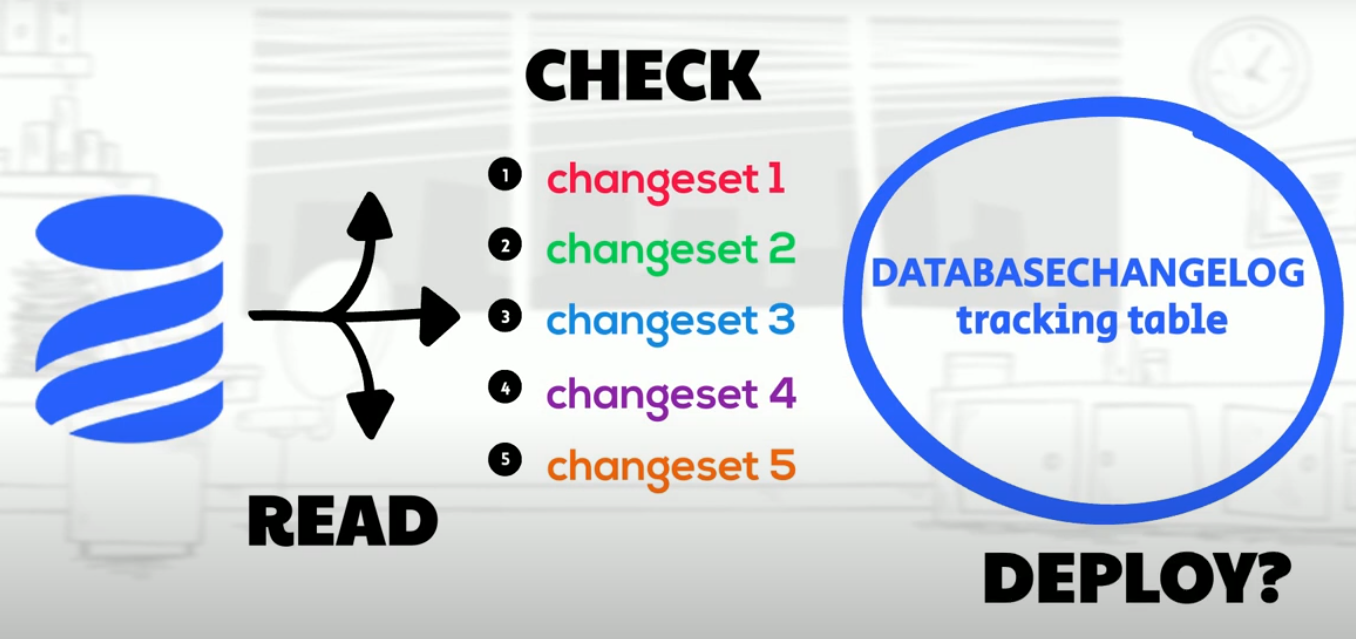 CHECK
1 changeset 1
2 changeset 2
3 changeset 3
4 changeset 4
5 changeset 5
READ
DATABASECHANGELOG
tracking table
DEPLOY?